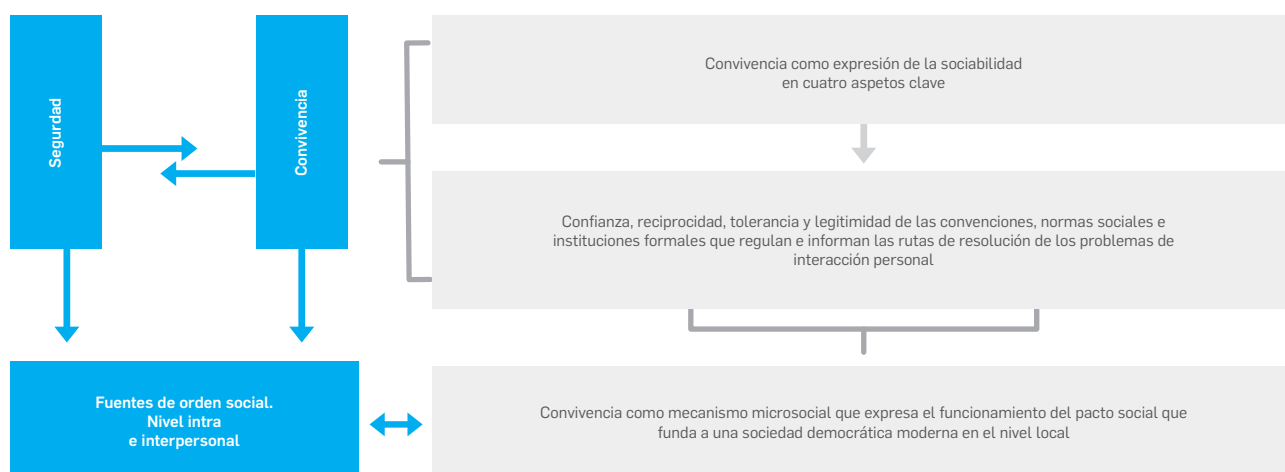 Segurdad
Convivencia
Convivencia como expresión de la sociabilidad
en cuatro aspetos clave
Confianza, reciprocidad, tolerancia y legitimidad de las convenciones, normas sociales e
instituciones formales que regulan e informan las rutas de resolución de los problemas de
interacción personal
Fuentes de orden social.
Nivel intra
e interpersonal
Convivencia como mecanismo microsocial que expresa el funcionamiento del pacto social que
funda a una sociedad democrática moderna en el nivel local